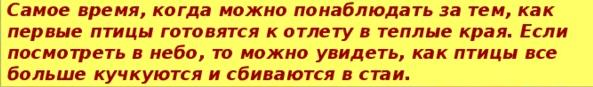 Самое время, когда можно понаблюдать за тем, как
первые птицы готовятся к отлету в теплые края. Если
посмотреть в небо, то можно увидеть, как птицы все
больше кучкуются и сбиваются в стаи.